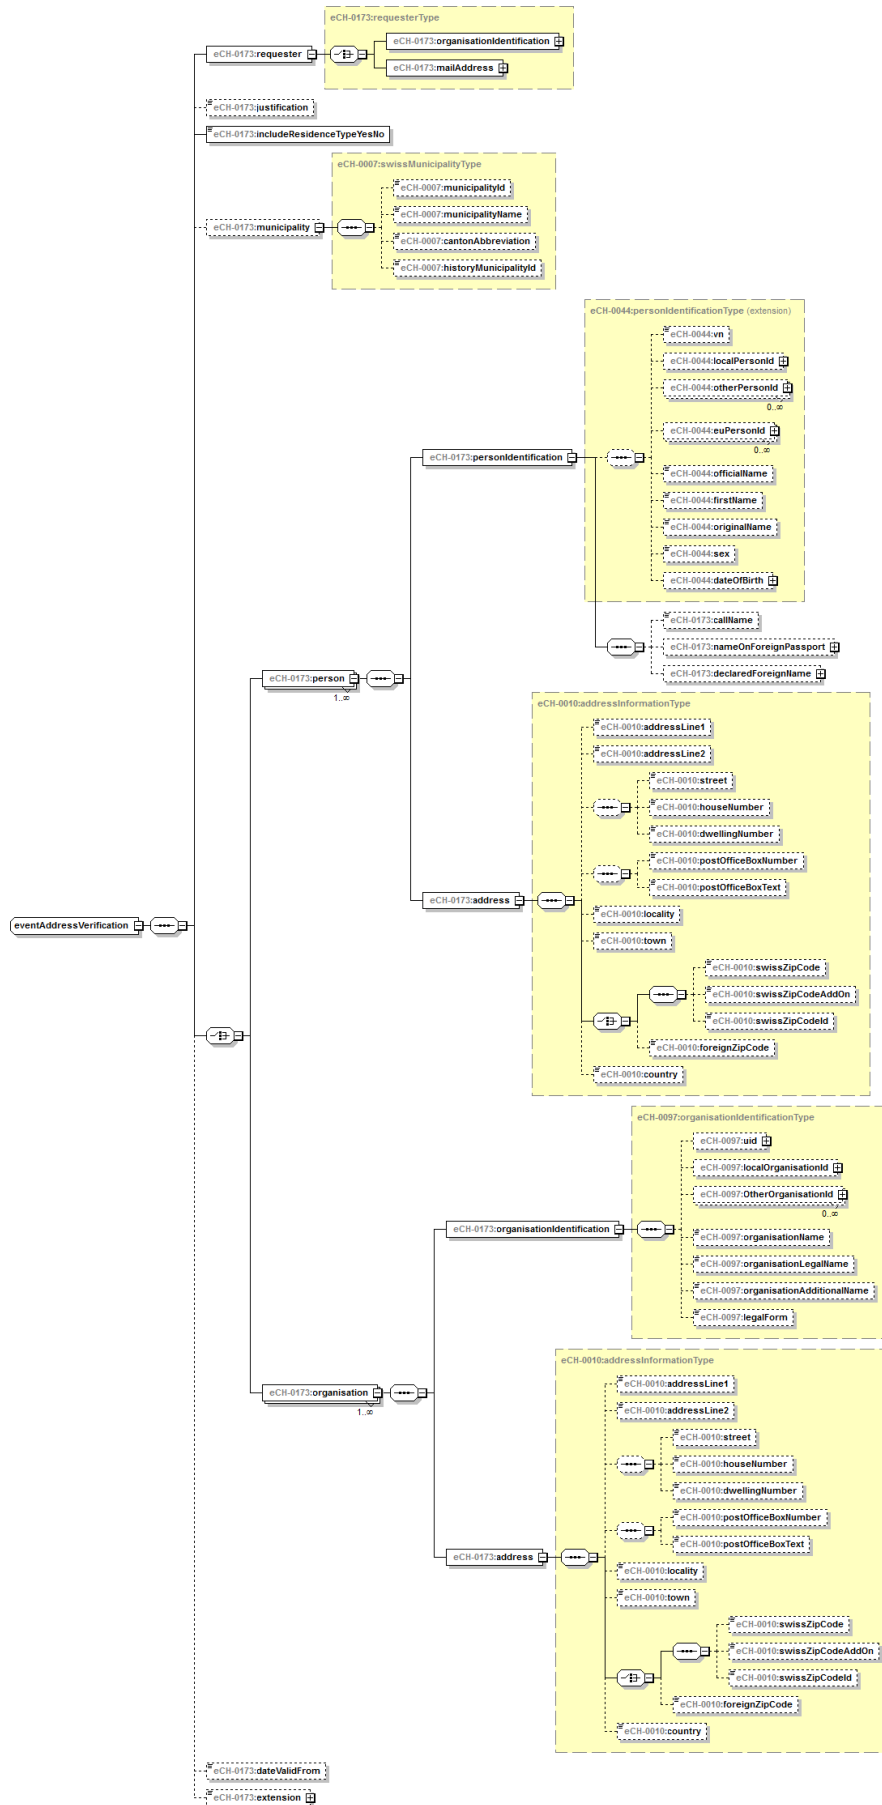 eCH-0173:requesterType
eCH-0173:requester
eCH-0173:organisationIdentification
eCH-0173:mailAddress
eCH-0173:justification
eCH-0173:includeResidenceTypeYesNo
eCH-0007:swissMunicipalityType
eCH-0173:municipality
eCH-0007:municipalityId
eCH-0007:municipalityName
eCH-0007:cantonAbbreviation
eCH-0007:historyMunicipalityId
eCH-0044:personIdentificationType (extension)
eCH-0044:vn
eCH-0044:localPersonId
eCH-0044:otherPersonId
0..∞
eCH-0044:euPersonId
0..∞
eCH-0173:personIdentification
eCH-0044:officialName
eCH-0044:firstName
eCH-0044:originalName
eCH-0044:sex
eCH-0044:dateOfBirth
eCH-0173:callName
eCH-0173:nameOnForeignPassport
eCH-0173:declaredForeignName
eCH-0173:person
1..∞
eCH-0010:addressInformationType
eCH-0010:addressLine1
eCH-0010:addressLine2
eCH-0010:street
eCH-0010:houseNumber
eCH-0010:dwellingNumber
eCH-0010:postOfficeBoxNumber
eCH-0010:postOfficeBoxText
eCH-0173:address
eCH-0010:locality
eCH-0010:town
eCH-0010:swissZipCode
eCH-0010:swissZipCodeAddOn
eCH-0010:swissZipCodeId
eCH-0010:foreignZipCode
eCH-0010:country
eventAddressVerification
eCH-0097:organisationIdentificationType
eCH-0097:uid
eCH-0097:localOrganisationId
eCH-0097:OtherOrganisationId
0..∞
eCH-0173:organisationIdentification
eCH-0097:organisationName
eCH-0097:organisationLegalName
eCH-0097:organisationAdditionalName
eCH-0097:legalForm
eCH-0173:organisation
1..∞
eCH-0010:addressInformationType
eCH-0010:addressLine1
eCH-0010:addressLine2
eCH-0010:street
eCH-0010:houseNumber
eCH-0010:dwellingNumber
eCH-0010:postOfficeBoxNumber
eCH-0010:postOfficeBoxText
eCH-0173:address
eCH-0010:locality
eCH-0010:town
eCH-0010:swissZipCode
eCH-0010:swissZipCodeAddOn
eCH-0010:swissZipCodeId
eCH-0010:foreignZipCode
eCH-0010:country
eCH-0173:dateValidFrom
eCH-0173:extension